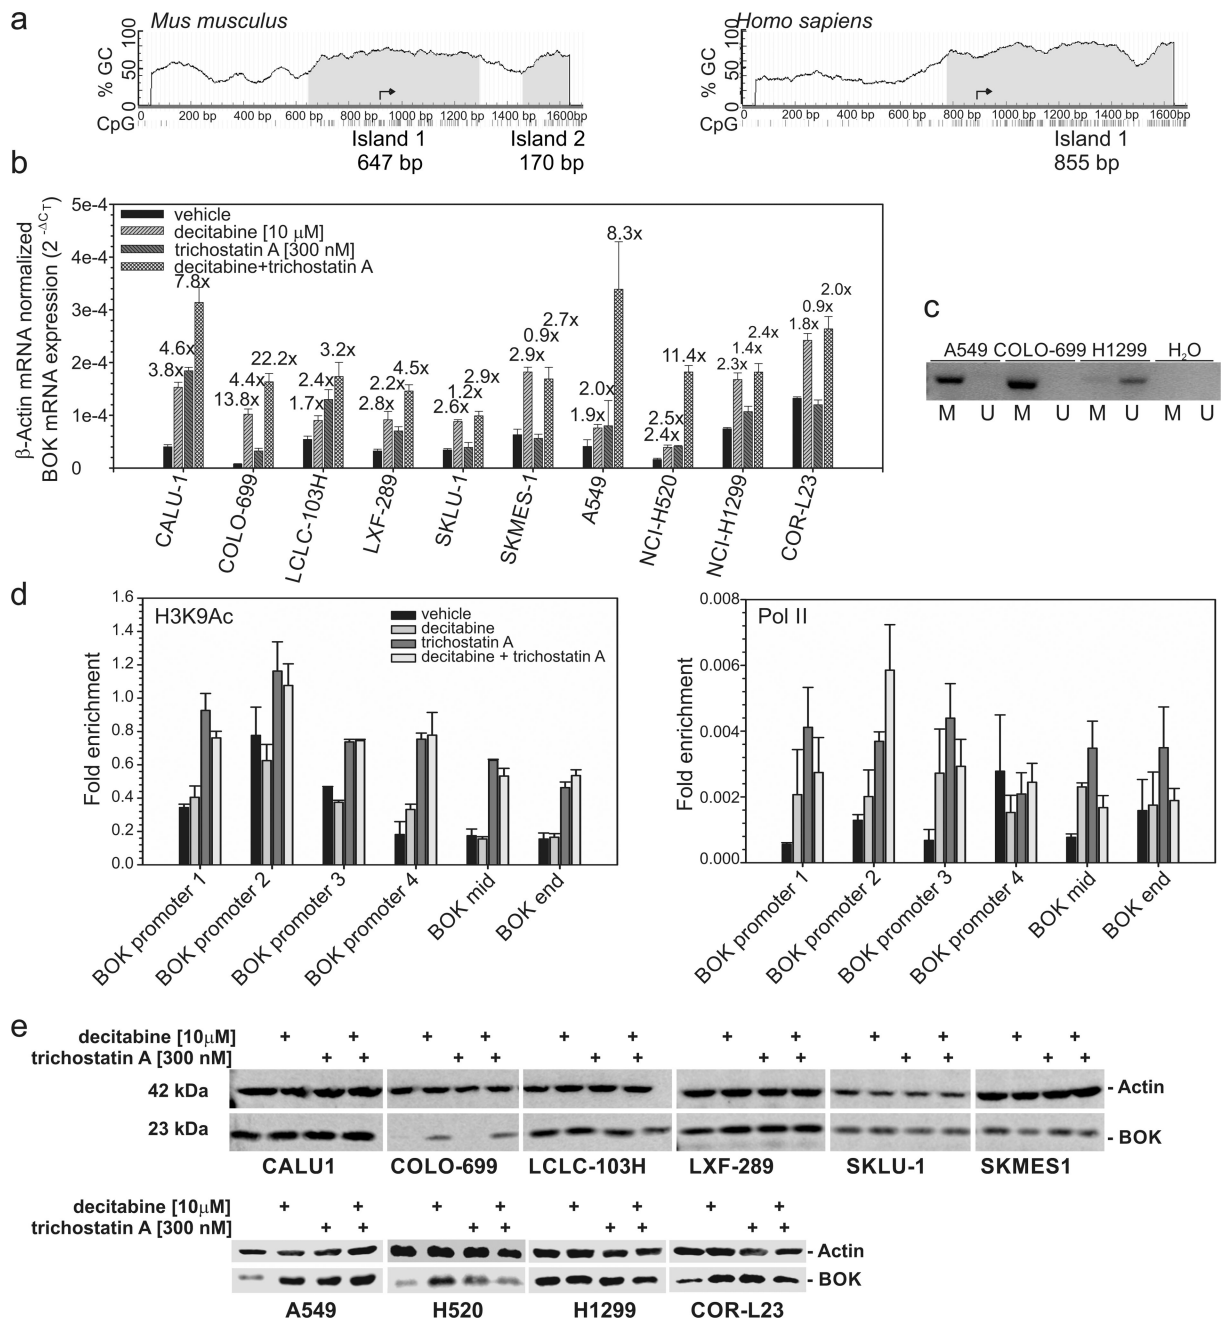 a
Mus musculus
% GC
100
50
0
0 200 bp 400 bp 600 bp 800 bp 1000 bp 1200 bp 1400 bp 1600 bp
CpG
Island 1
647 bp
Island 2
170 bp
Homo sapiens
% GC
100
50
0
0 200 bp 400 bp 600 bp 800 bp 1000 bp 1200 bp 1400 bp 1600bp
CpG
Island 1
855 bp
b
β-Actin mRNA normalized
BOK mRNA expression (2 -ΔCT)
5e-4
4e-4
3e-4
2e-4
1e-4
0
vehicle
decitabine [10 µM]
trichostatin A [300 nM]
decitabine+trichostatin A
3.8x 4.6x 7.8x
13.8x 4.4x 22.2x
1.7x 2.4x 3.2x
2.8x 2.2x 4.5x
2.6x 1.2x 2.9x
2.9x 0.9x 2.7x
1.9x 2.0x 8.3x
2.4x 2.5x 11.4x
2.3x 1.4x 2.4x
1.8x 0.9x 2.0x
CALU-1
COLO-699
LCLC-103H
LXF-289
SKLU-1
SKMES-1
A549
NCI-H520
NCI-H1299
COR-L23
c
A549 COLO-699 H1299 H2O
M U M U M U M U
d
H3K9Ac
Fold enrichment
1.6
1.4
1.2
1.0
0.8
0.6
0.4
0.2
0.0
vehicle
decitabine
trichostatin A
decitabine + trichostatin A
BOK promoter 1
BOK promoter 2
BOK promoter 3
BOK promoter 4
BOK mid
BOK end
Pol II
Fold enrichment
0.008
0.006
0.004
0.002
0.000
BOK promoter 1
BOK promoter 2
BOK promoter 3
BOK promoter 4
BOK mid
BOK end
e
decitabine [10µM] + + + + + + + + + + + +
trichostatin A [300 nM] + + + + + + + + + + + +
42 kDa - Actin
23 kDa - BOK
CALU1 COLO-699 LCLC-103H LXF-289 SKLU-1 SKMES1
decitabine [10µM] + + + + + + + +
trichostatin A [300 nM] + + + + + + + +
- Actin
- BOK
A549 H520 H1299 COR-L23